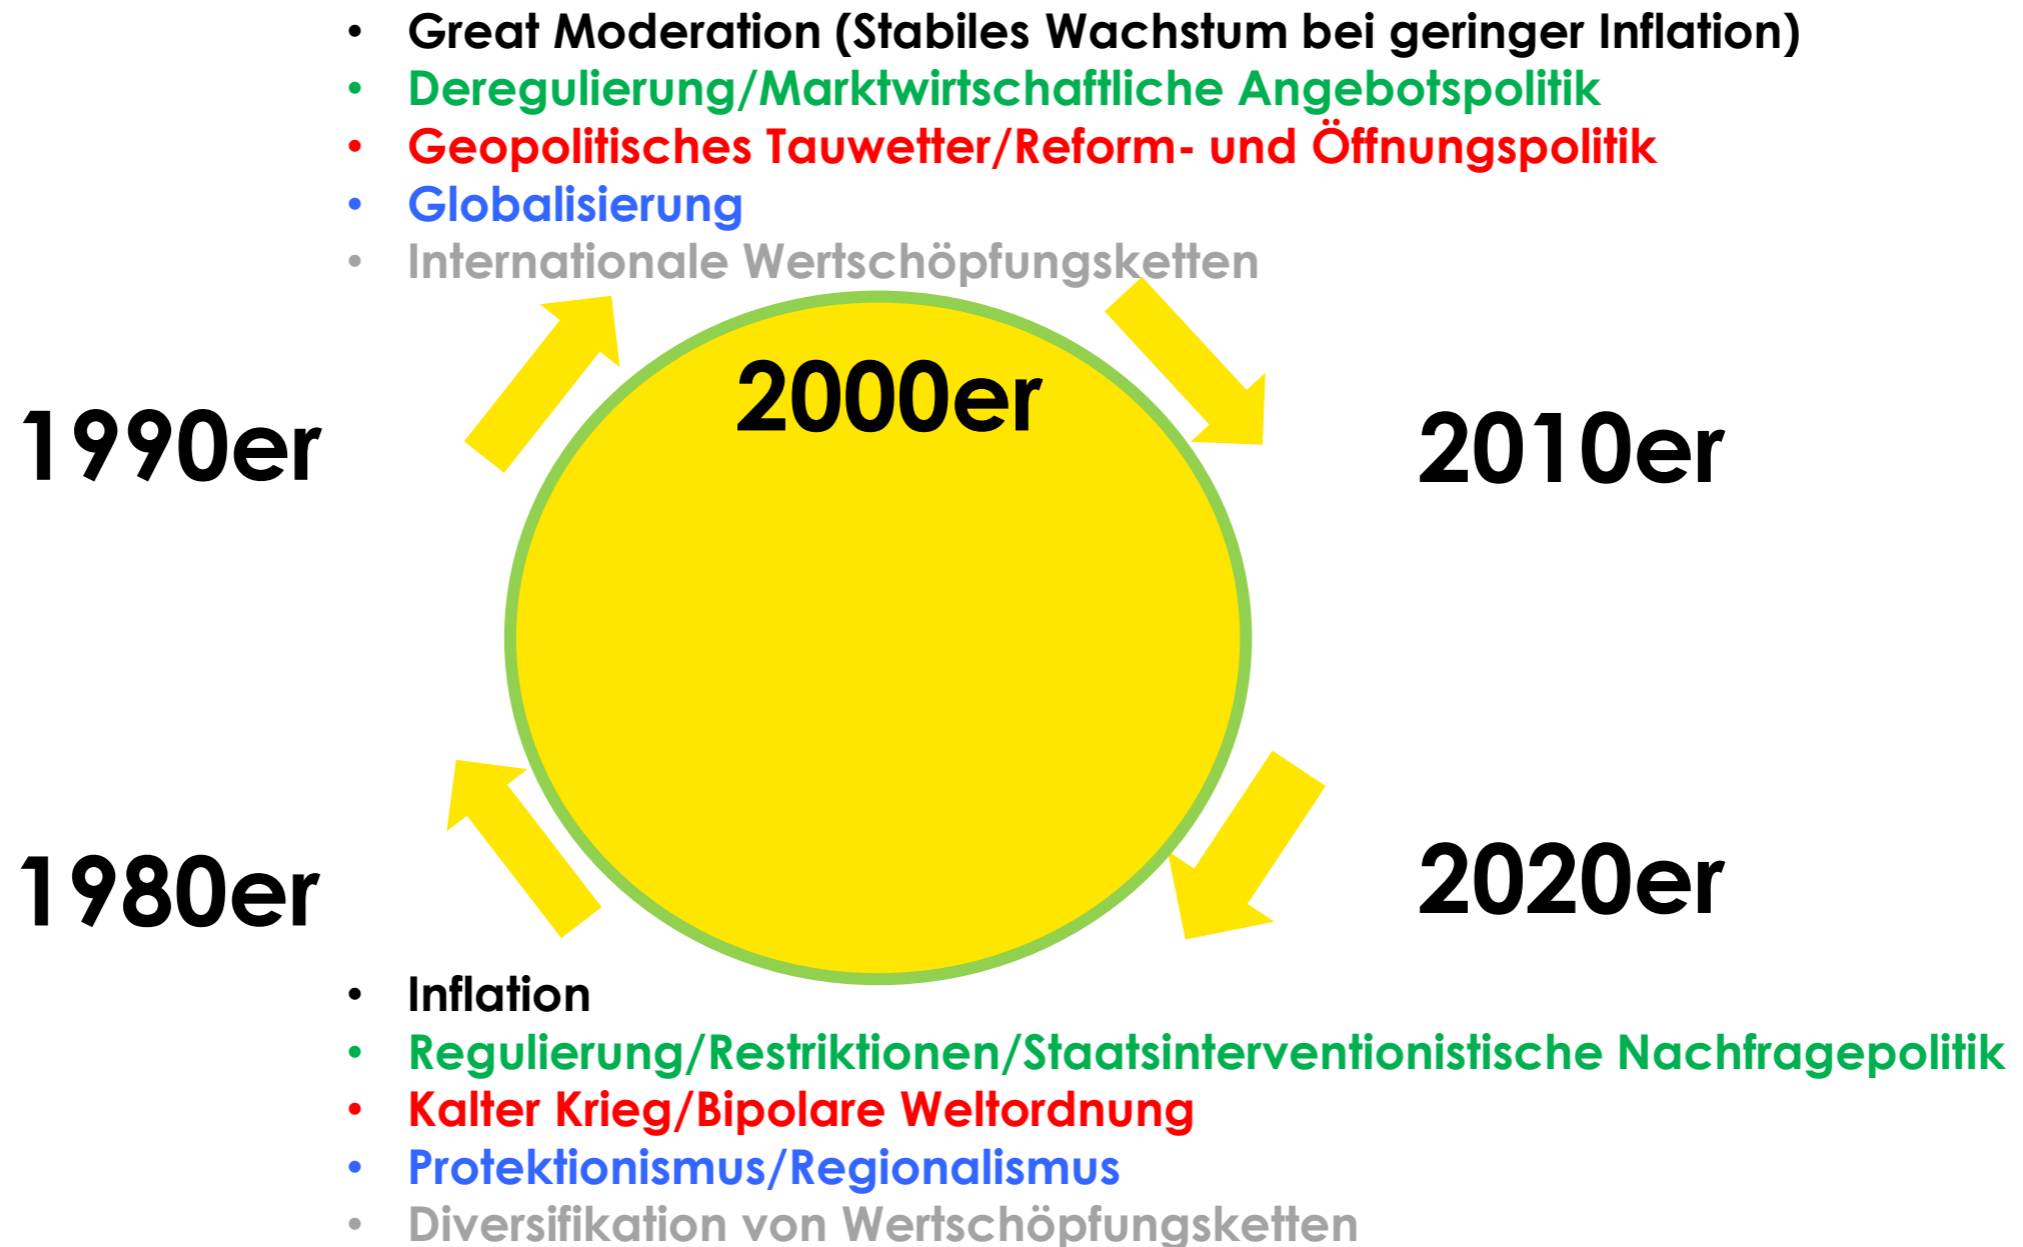 • Great Moderation (Stabiles Wachstum bei geringer Inflation)
• Deregulierung/Marktwirtschaftliche Angebotspolitik
• Geopolitisches Tauwetter/Reform- und Öffnungspolitik
• Globalisierung
• Internationale Wertschöpfungsketten
2000er
1990er
2010er
1980er
2020er
• Inflation
• Regulierung/Restriktionen/Staatsinterventionistische Nachfragepolitik
• Kalter Krieg/Bipolare Weltordnung
• Protektionismus/Regionalismus
• Diversifikation von Wertschöpfungsketten